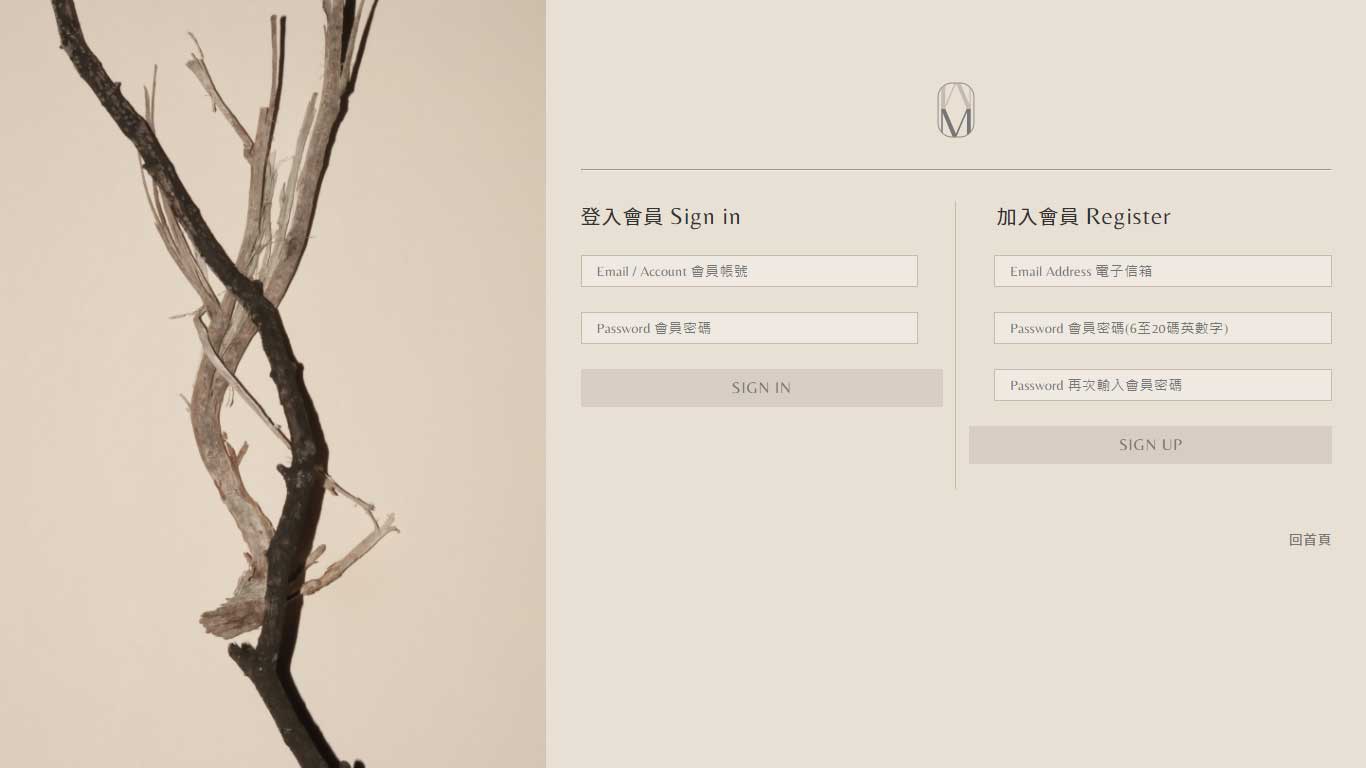 M
登入會員 Sign in
Email / Account 會員帳號
Password 會員密碼
SIGN IN
加入會員 Register
Email Address 電子信箱
Password 會員密碼(6至20碼英數字)
Password 再次輸入會員密碼
SIGN UP
回首頁